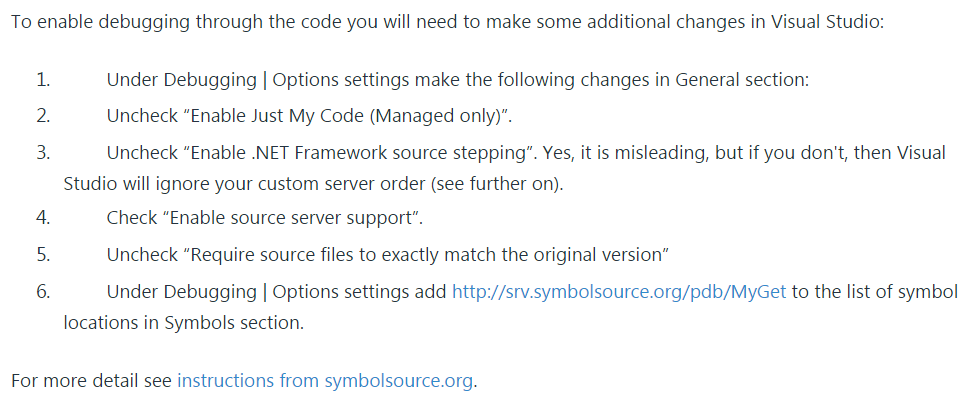 To enable debugging through the code you will need to make some additional changes in Visual Studio:
1. Under Debugging | Options settings make the following changes in General section:
2. Uncheck “Enable Just My Code (Managed only)”.
3. Uncheck “Enable .NET Framework source stepping”. Yes, it is misleading, but if you don't, then Visual
Studio will ignore your custom server order (see further on).
4. Check “Enable source server support”.
5. Uncheck “Require source files to exactly match the original version”
6. Under Debugging | Options settings add http://srv.symbolsource.org/pdb/MyGet to the list of symbol
locations in Symbols section.
For more detail see instructions from symbolsource.org.